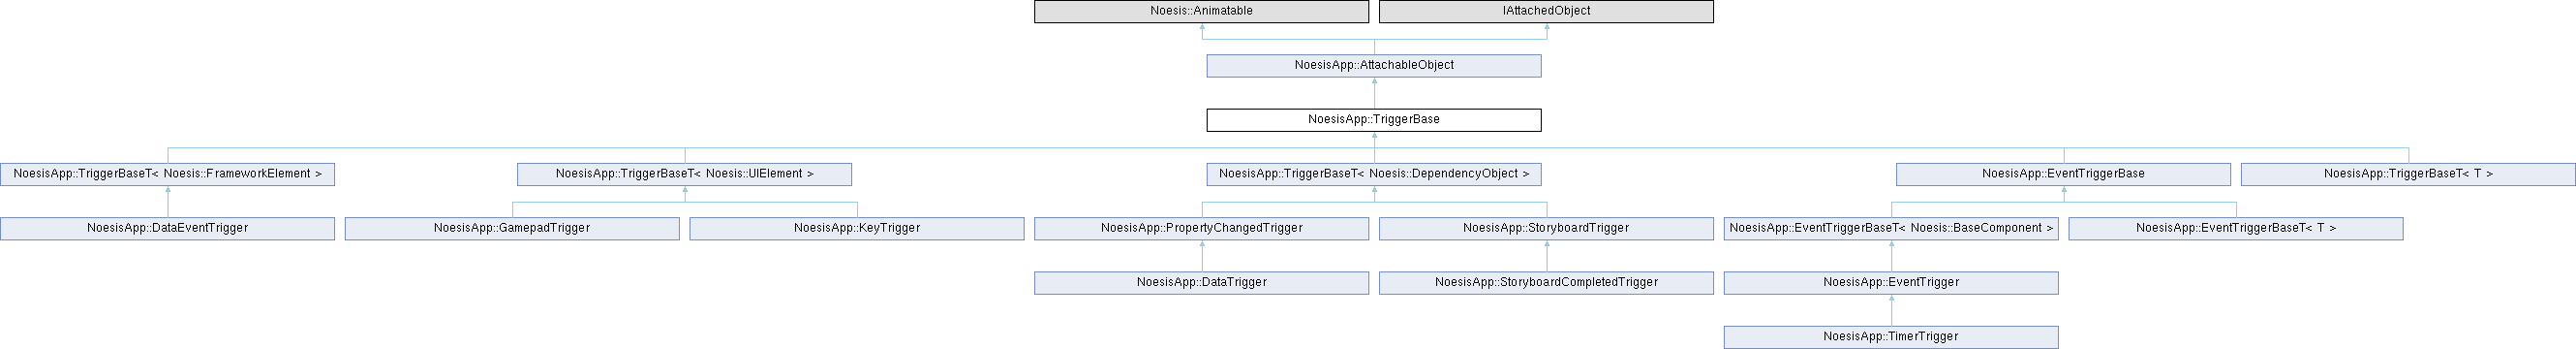 Noesis::Animatable
IAttachedObject
NoesisApp::AttachableObject
NoesisApp::TriggerBase
NoesisApp::TriggerBaseT< Noesis::FrameworkElement >
NoesisApp::TriggerBaseT< Noesis::UIElement >
NoesisApp::TriggerBaseT< Noesis::DependencyObject >
NoesisApp::EventTriggerBase
NoesisApp::TriggerBaseT< T >
NoesisApp::DataEventTrigger
NoesisApp::GamepadTrigger
NoesisApp::KeyTrigger
NoesisApp::PropertyChangedTrigger
NoesisApp::StoryboardTrigger
NoesisApp::EventTriggerBaseT< Noesis::BaseComponent >
NoesisApp::EventTriggerBaseT< T >
NoesisApp::DataTrigger
NoesisApp::StoryboardCompletedTrigger
NoesisApp::EventTrigger
NoesisApp::TimerTrigger